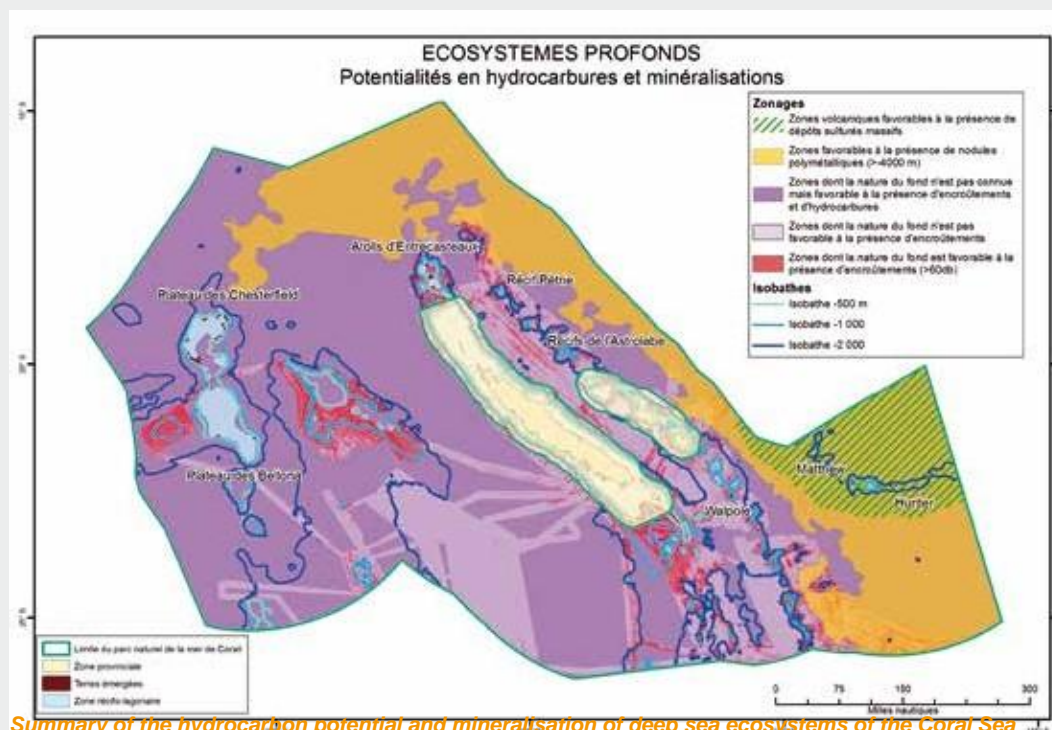 ECOSYSTEMES PROFONDS
Potentialités en hydrocarbures et minéralisations
Zonages
Zones volcaniques favorables à la présence de
dépôts sulfurés massifs
Zones favorables à la présence de nodules
polymétalliques (>-4000 m)
Zones dont la nature du fond n'est pas connue
mais favorable à la présence d'encroûtements
et d'hydrocarbures
Zones dont la nature du fond n'est pas
favorable à la présence d'encroûtements
Zones dont la nature du fond est favorable à la
présence d'encroûtements (>60db)
Isobathes
Isobathe -500 m
Isobathe -1 000
Isobathe -2 000
Atolls d'Entrecasteaux
Récif Pétrie
Plateau des Chesterfield
Récifs de l'Astrolabe
Plateau des Bellona
Matthew
Hunter
Walpole
Limite du parc naturel de la mer de Corail
Zone provinciale
Terres émergées
Zone récifo-lagonaire
0 75 150 300
Milles nautiques
Summary of the hydrocarbon potential and mineralisation of deep sea ecosystems of the Coral Sea